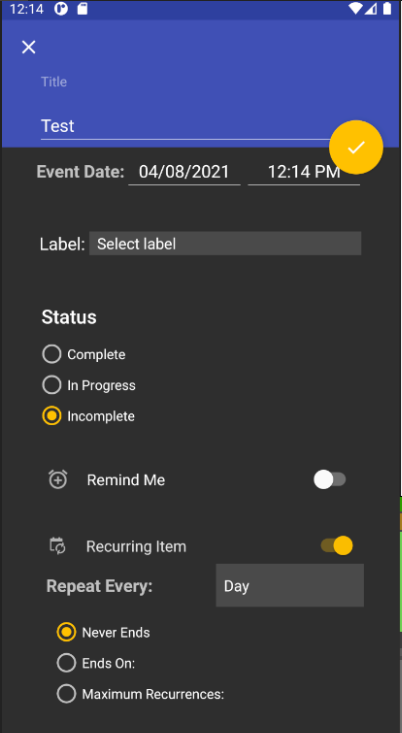 12:14
Title
Test
Event Date: 04/08/2021 12:14 PM
Label: Select label
Status
Complete
In Progress
Incomplete
Remind Me
Recurring Item
Repeat Every: Day
Never Ends
Ends On:
Maximum Recurrences: